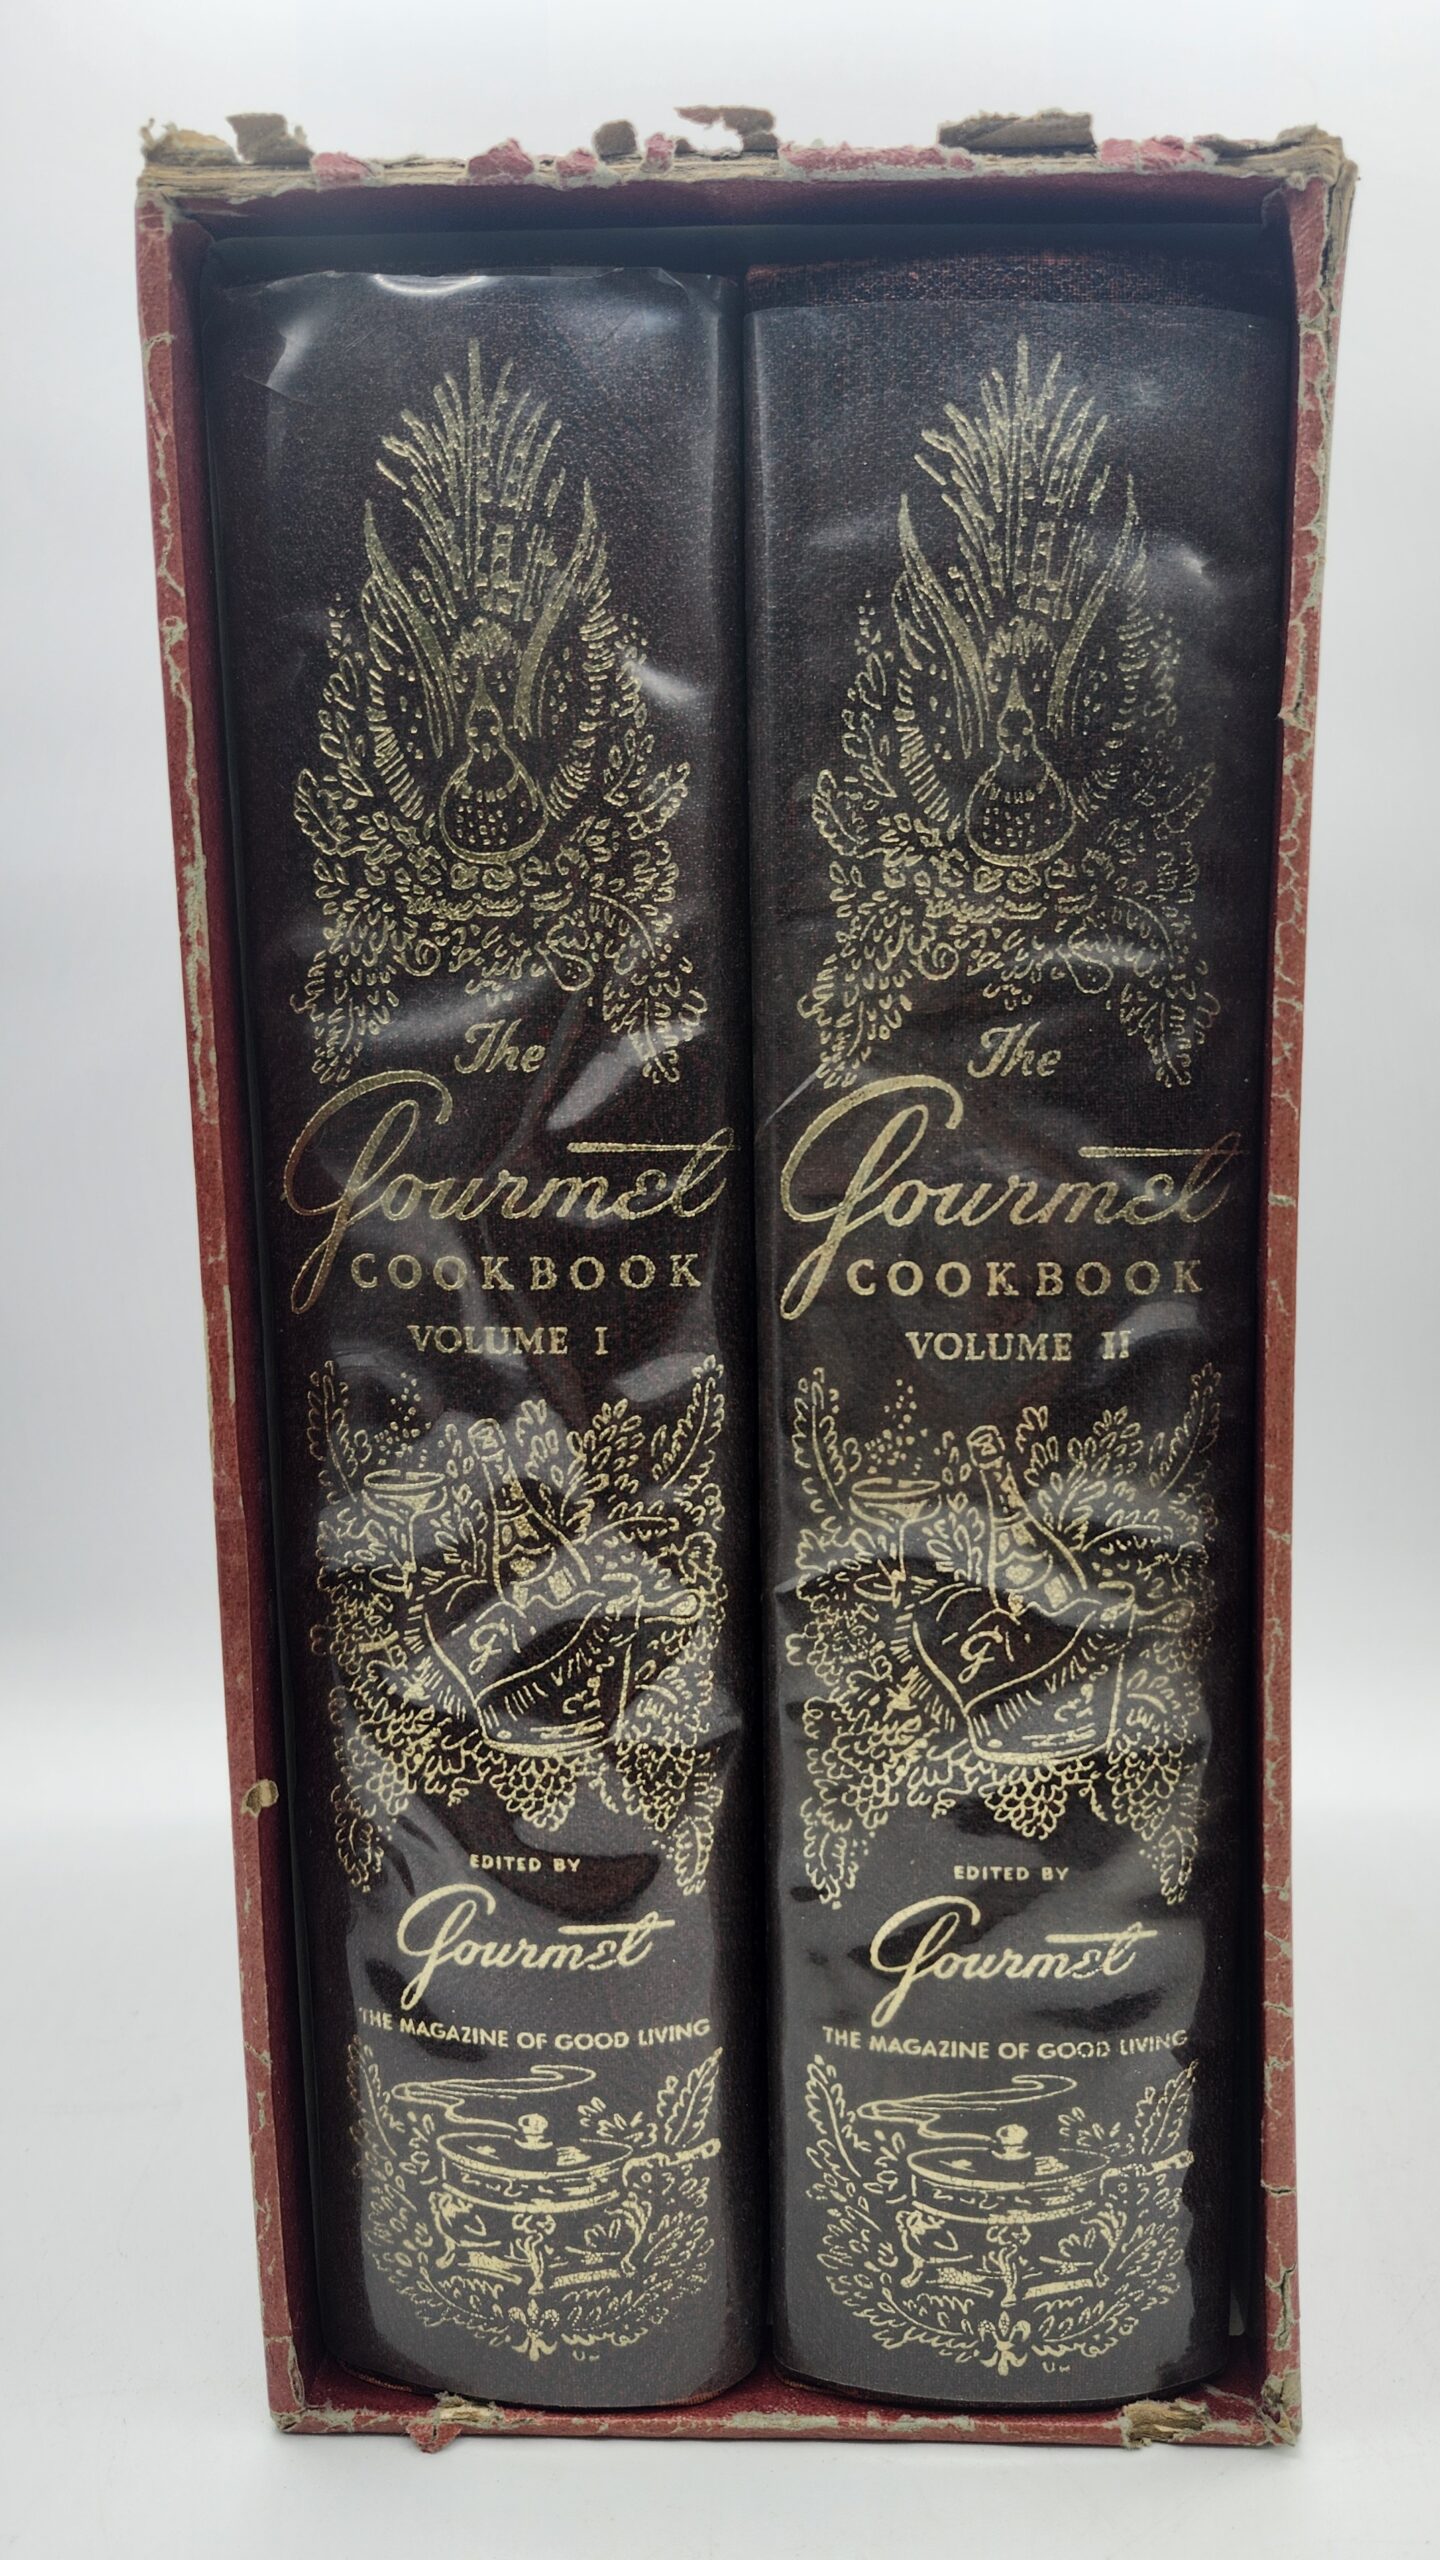 The
Gourmet
COOKBOOK
VOLUME I
G
EDITED BY
Gourmet
THE MAGAZINE OF GOOD LIVING
The
Gourmet
COOKBOOK
VOLUME II
G
EDITED BY
Gourmet
THE MAGAZINE OF GOOD LIVING